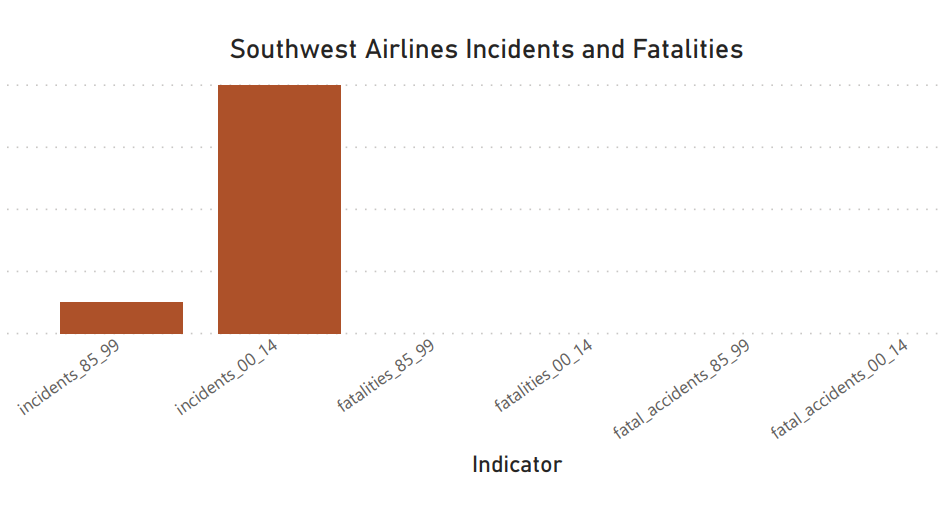 Southwest Airlines Incidents and Fatalities
incidents_85_99
incidents_00_14
fatalities_85_99
fatalities_00_14
fatal_accidents_85_99
fatal_accidents_00_14
Indicator